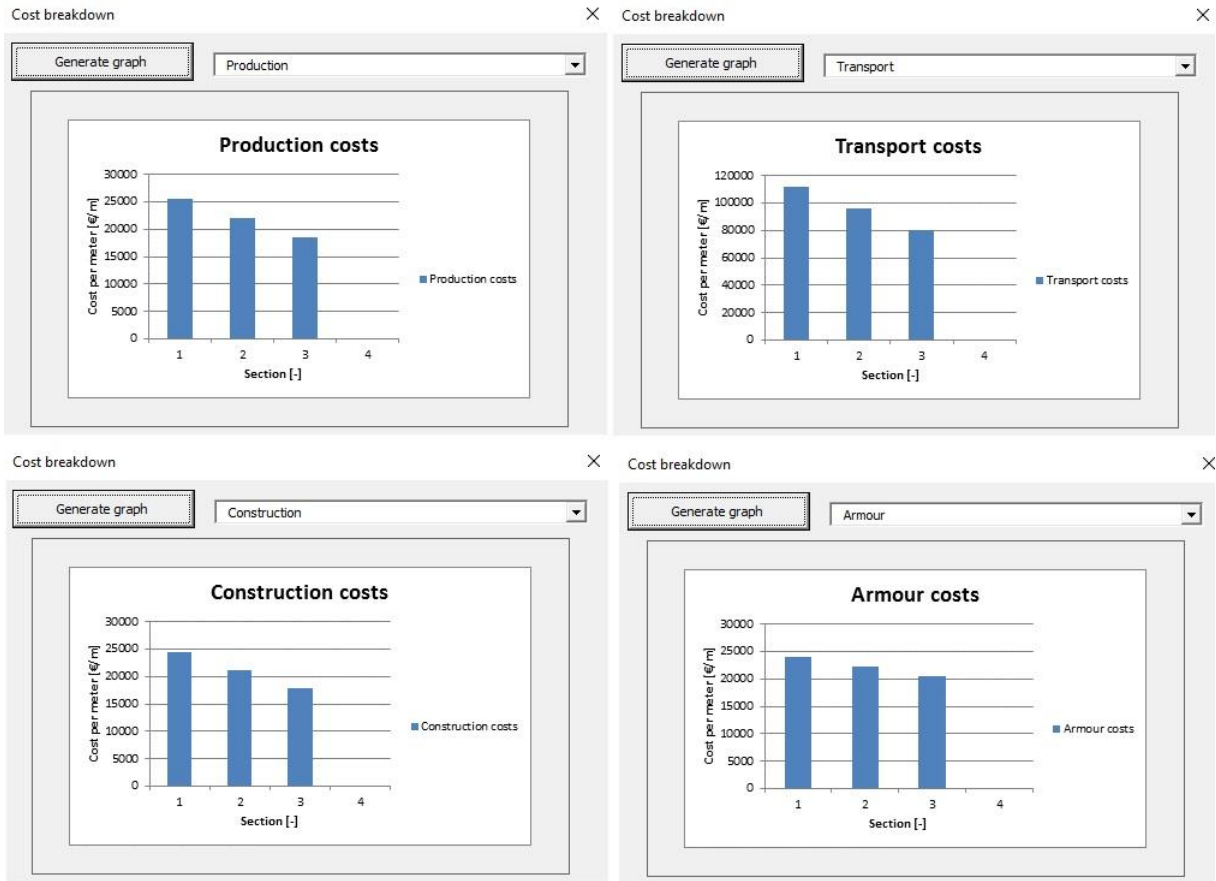 Cost breakdown
Generate graph
Production
Production costs
Cost per meter [€/m]
30000
25000
20000
15000
10000
5000
0
1 2 3 4
Section [-]
Production costs
Cost breakdown
Generate graph
Transport
Transport costs
Cost per meter [€/m]
120000
100000
80000
60000
40000
20000
0
1 2 3 4
Section [-]
Transport costs
Cost breakdown
Generate graph
Construction
Construction costs
Cost per meter [€/m]
30000
25000
20000
15000
10000
5000
0
1 2 3 4
Section [-]
Construction costs
Cost breakdown
Generate graph
Armour
Armour costs
Cost per meter [€/m]
30000
25000
20000
15000
10000
5000
0
1 2 3 4
Section [-]
Armour costs